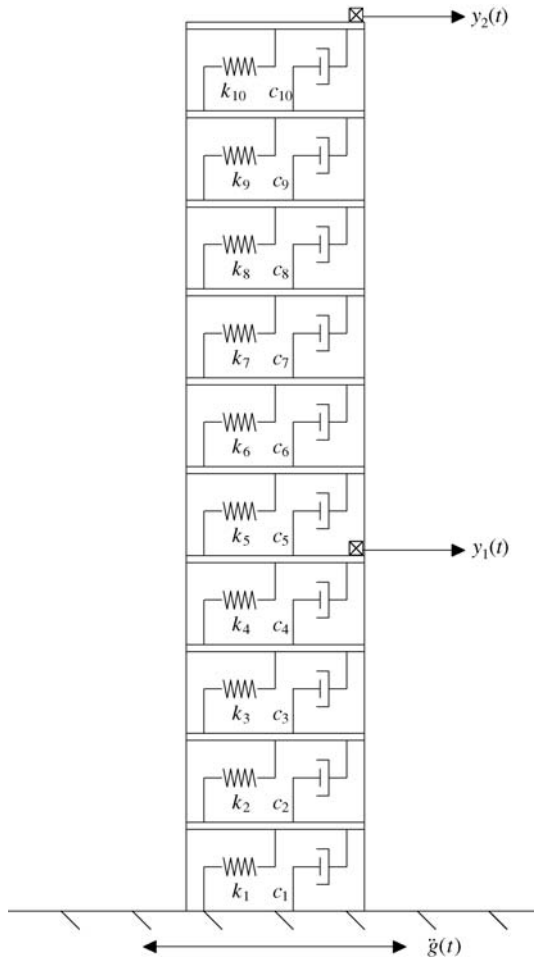 y₂(t)
k₁₀ c₁₀
k₉ c₉
k₈ c₈
k₇ c₇
k₆ c₆
k₅ c₅
y₁(t)
k₄ c₄
k₃ c₃
k₂ c₂
k₁ c₁
g̈(t)